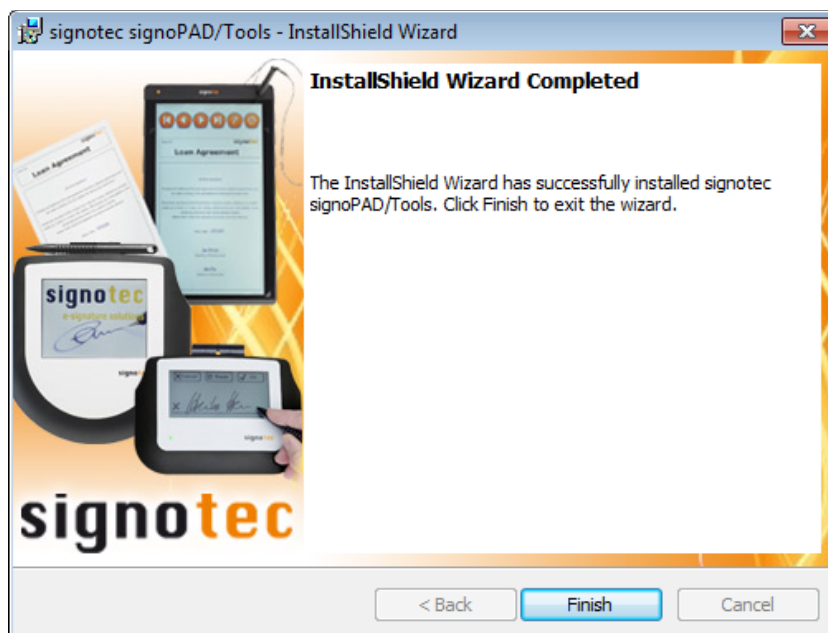 signotec signoPAD/Tools - InstallShield Wizard
InstallShield Wizard Completed
The InstallShield Wizard has successfully installed signotec
signoPAD/Tools. Click Finish to exit the wizard.
Loan Agreement
Loan Agreement
signotec
e-signature solutions
signotec
signotec
< Back
Finish
Cancel